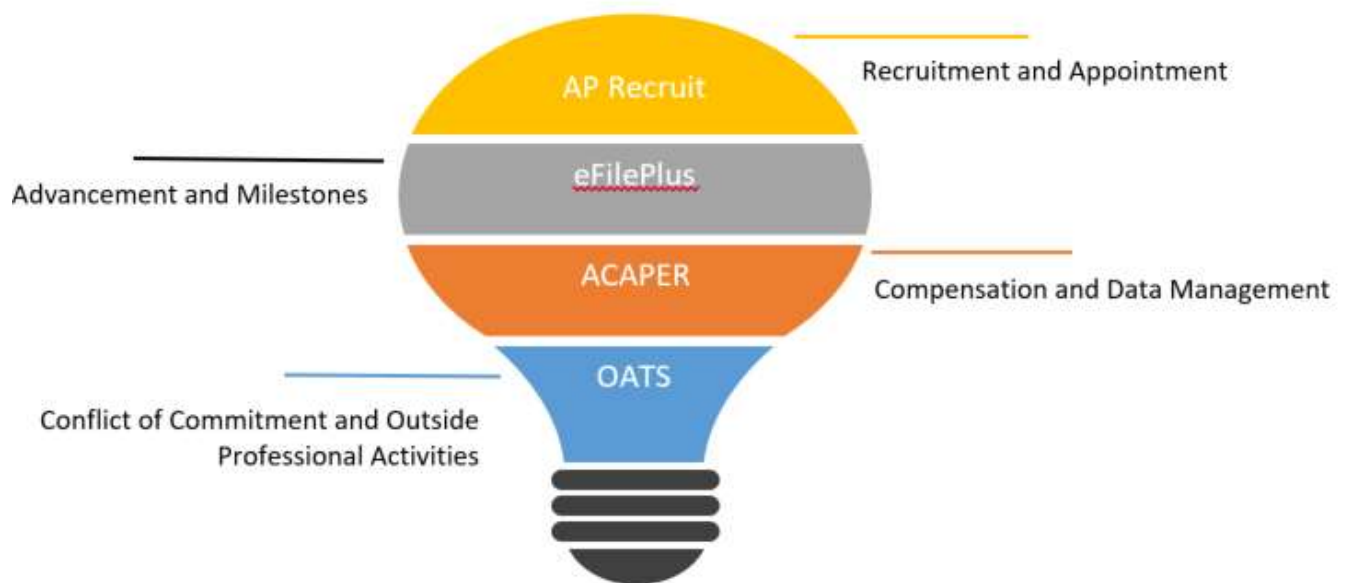 AP Recruit
Recruitment and Appointment
eFilePlus
Advancement and Milestones
ACAPER
Compensation and Data Management
OATS
Conflict of Commitment and Outside
Professional Activities